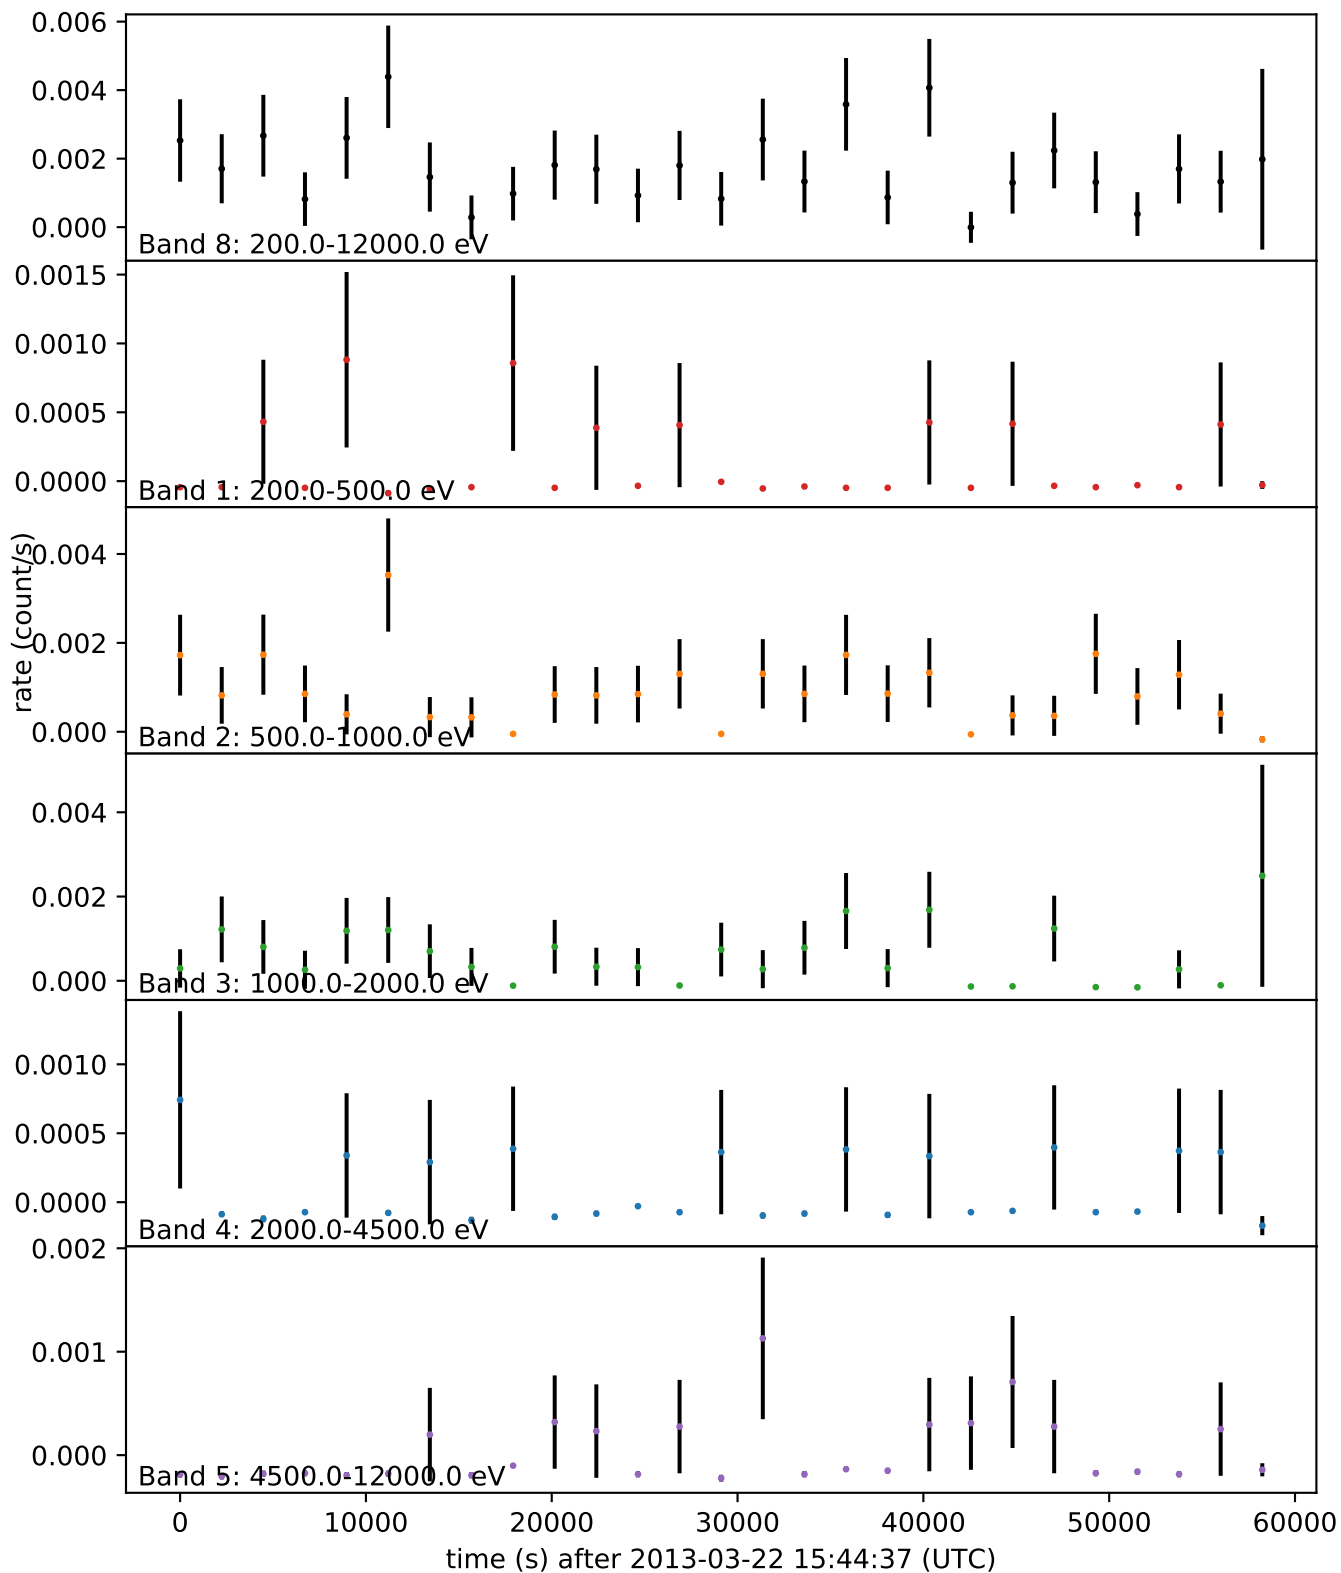 0.006
0.004
0.002
0.000
Band 8: 200.0-12000.0 eV
0.0015
0.0010
0.0005
0.0000
Band 1: 200.0-500.0 eV
rate (count/s)
0.004
0.002
0.000
Band 2: 500.0-1000.0 eV
0.004
0.002
0.000
Band 3: 1000.0-2000.0 eV
0.0010
0.0005
0.0000
Band 4: 2000.0-4500.0 eV
0.002
0.001
0.000
Band 5: 4500.0-12000.0 eV
0 10000 20000 30000 40000 50000 60000
time (s) after 2013-03-22 15:44:37 (UTC)